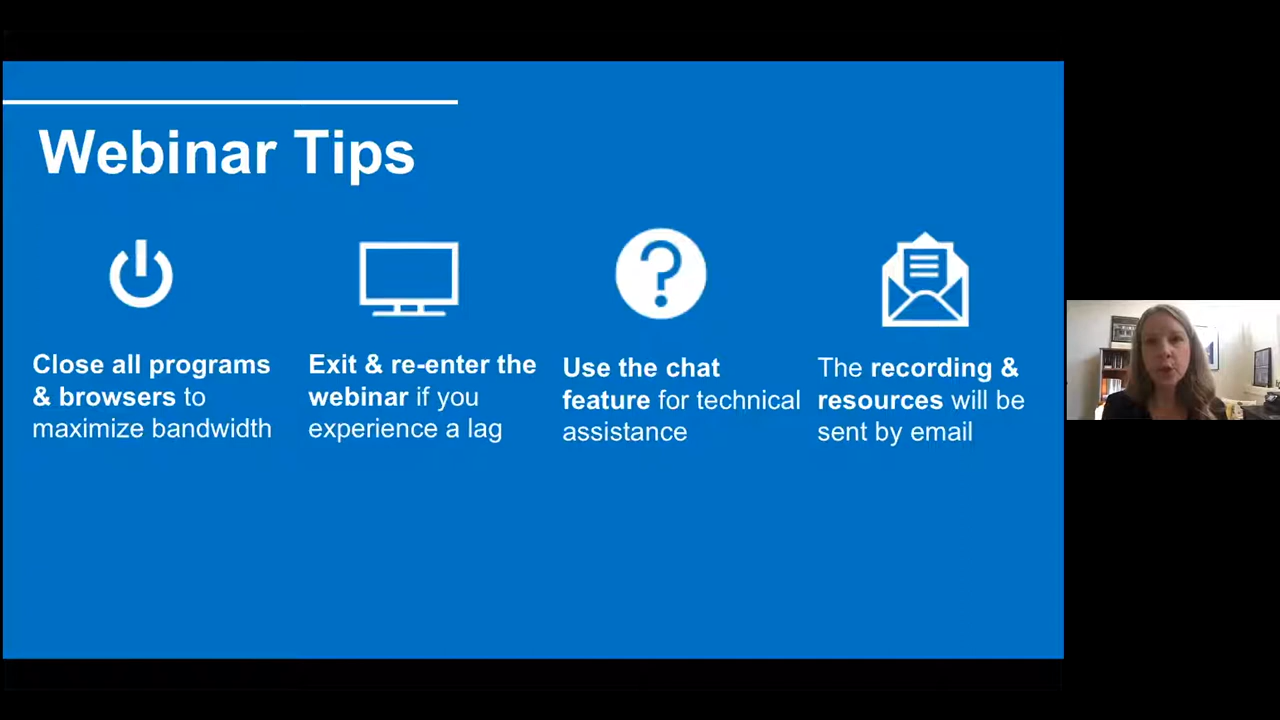 Webinar Tips
Close all programs
& browsers to
maximize bandwidth
Exit & re-enter the
webinar if you
experience a lag
Use the chat
feature for technical
assistance
The recording &
resources will be
sent by email